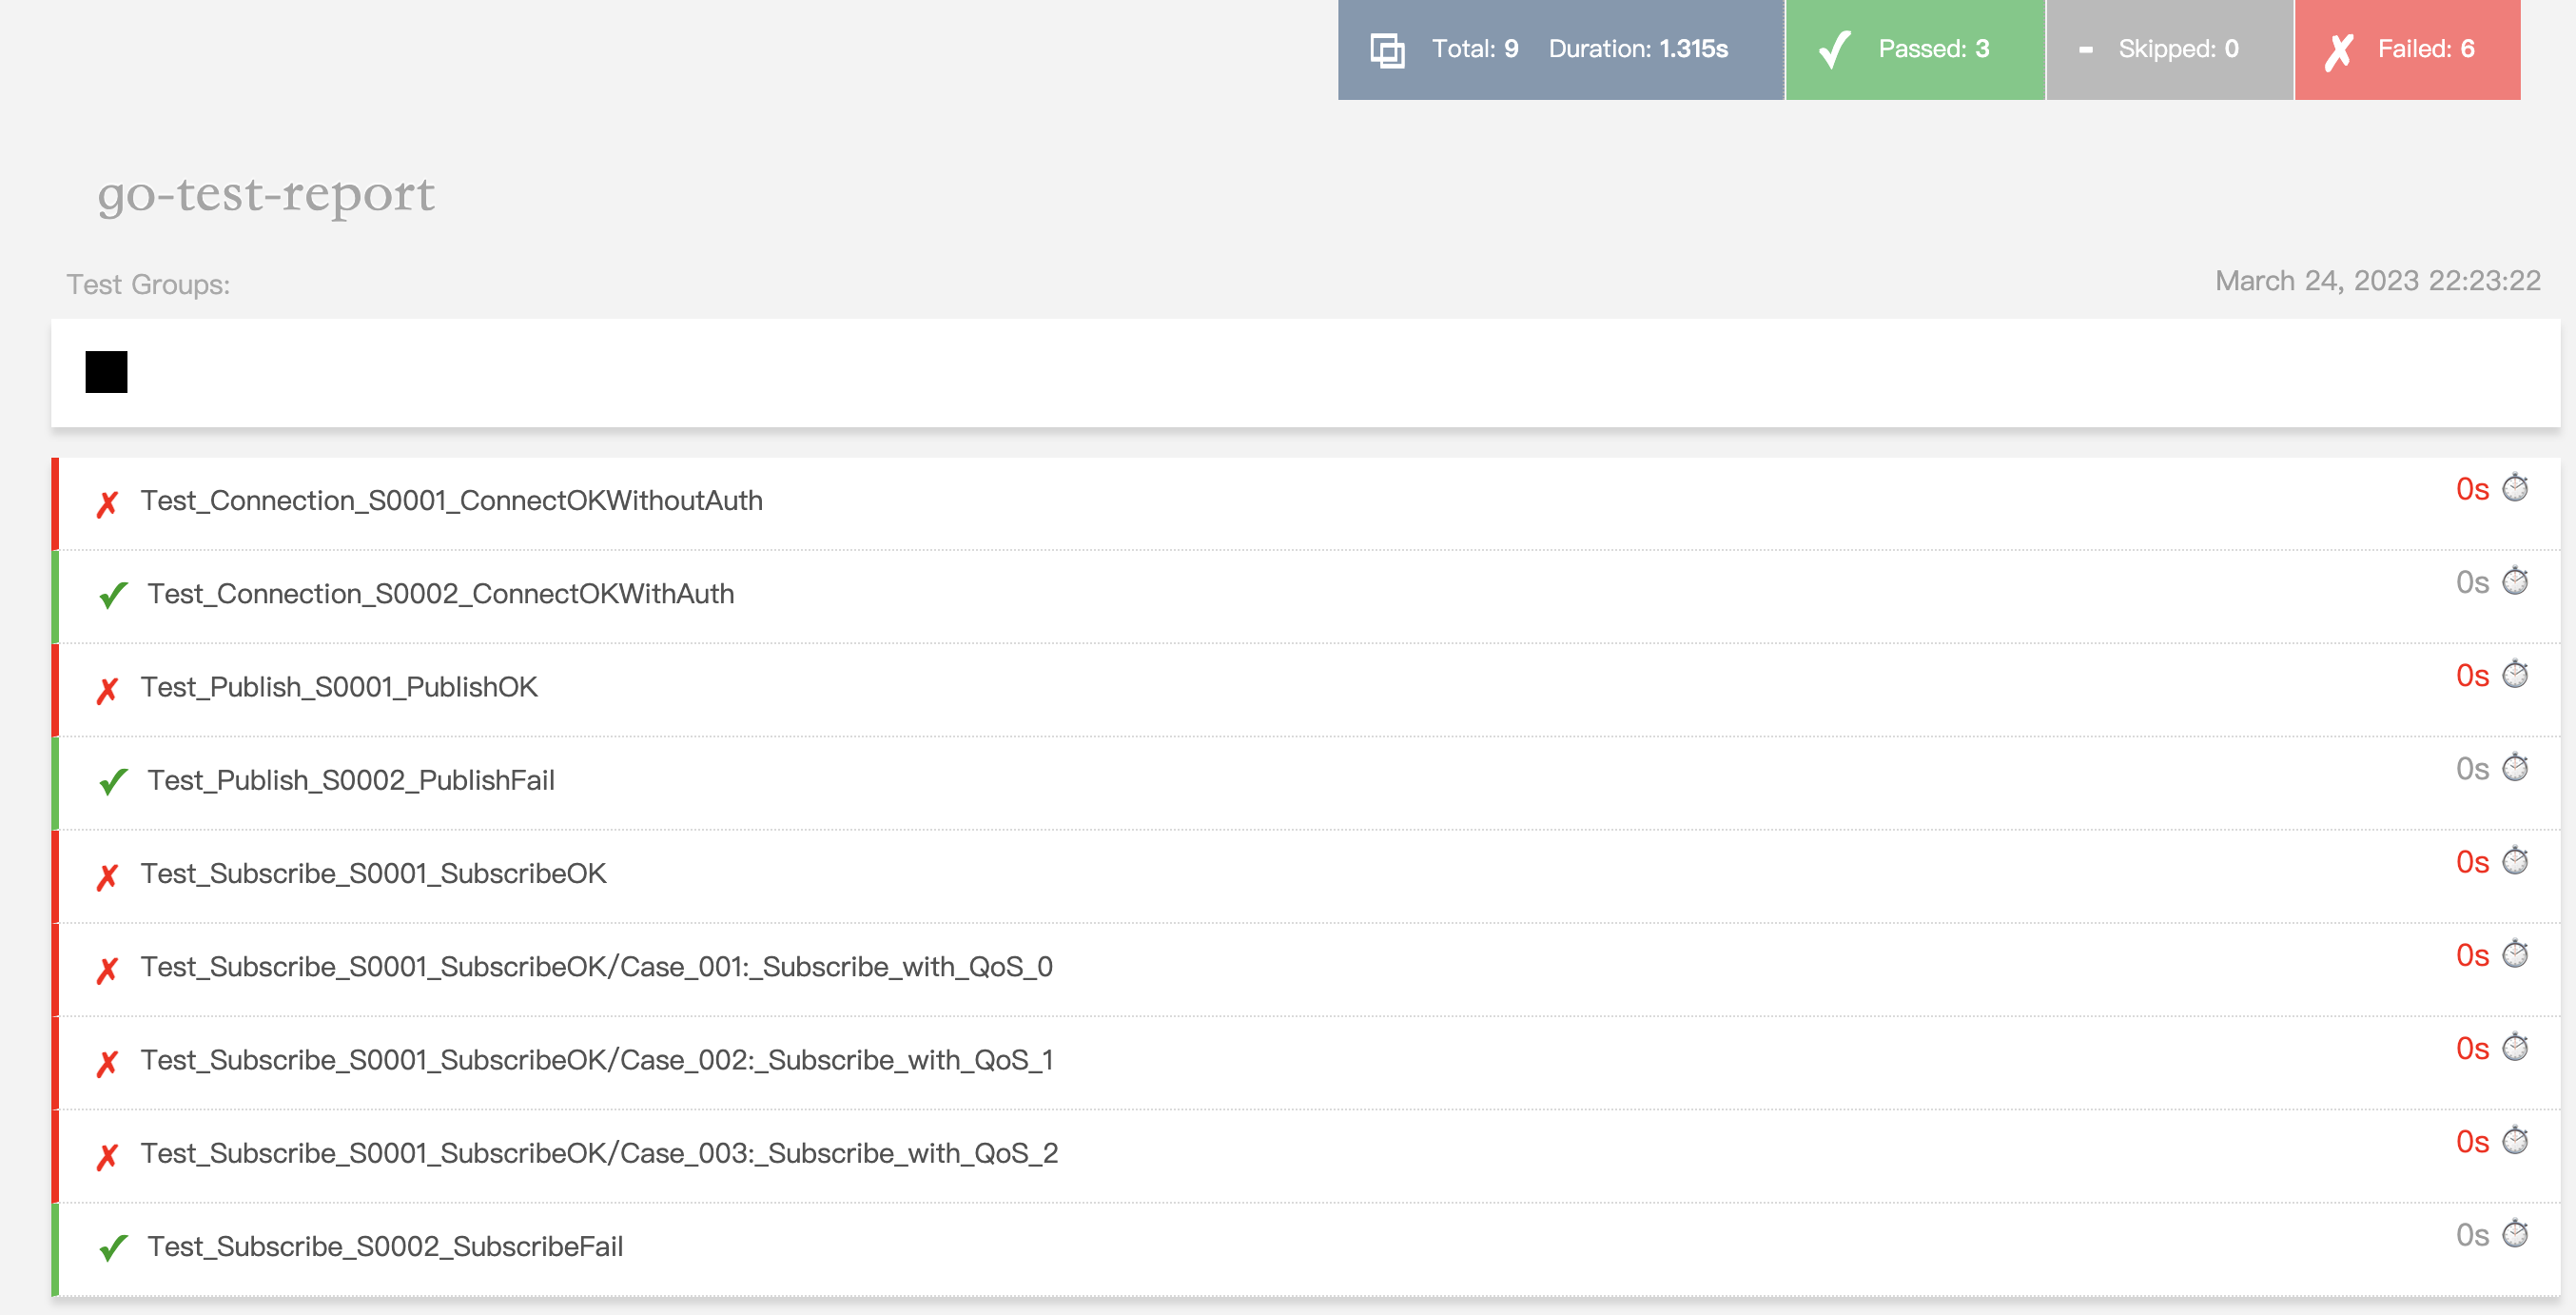 Total: 9 Duration: 1.315s ✓ Passed: 3 - Skipped: 0 ✗ Failed: 6
go-test-report
Test Groups: March 24, 2023 22:23:22
✗ Test_Connection_S0001_ConnectOKWithoutAuth 0s
✓ Test_Connection_S0002_ConnectOKWithAuth 0s
✗ Test_Publish_S0001_PublishOK 0s
✓ Test_Publish_S0002_PublishFail 0s
✗ Test_Subscribe_S0001_SubscribeOK 0s
✗ Test_Subscribe_S0001_SubscribeOK/Case_001:_Subscribe_with_QoS_0 0s
✗ Test_Subscribe_S0001_SubscribeOK/Case_002:_Subscribe_with_QoS_1 0s
✗ Test_Subscribe_S0001_SubscribeOK/Case_003:_Subscribe_with_QoS_2 0s
✓ Test_Subscribe_S0002_SubscribeFail 0s